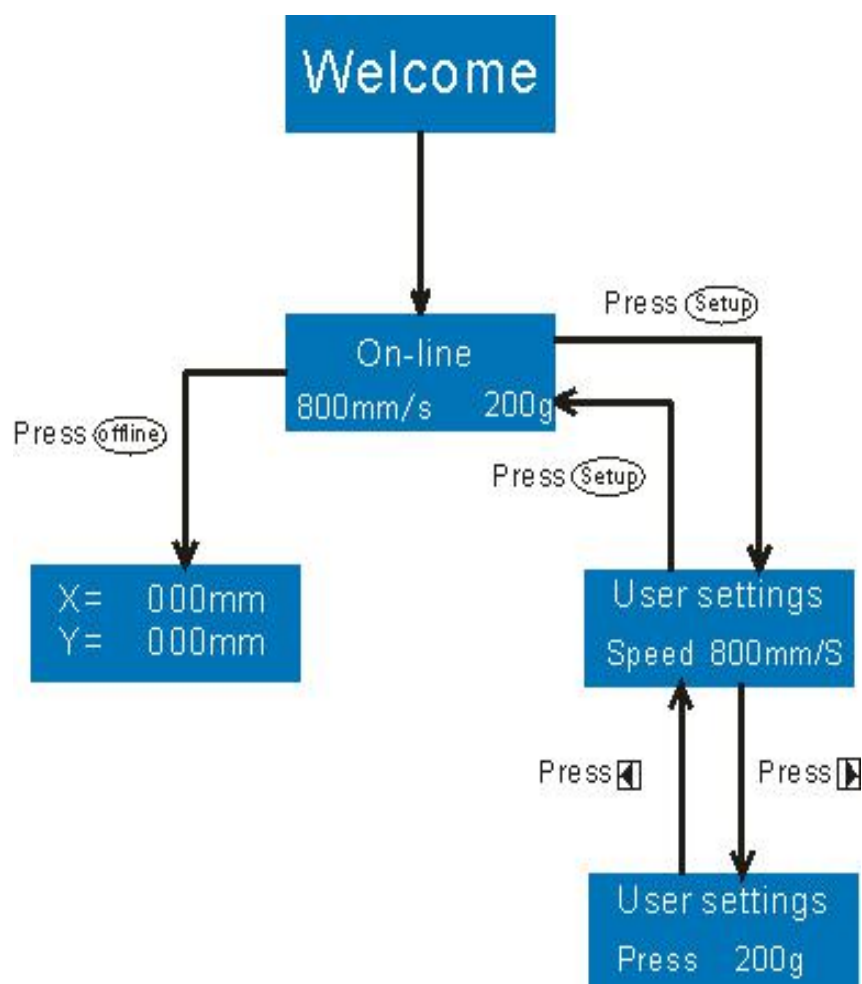 Welcome
Press Setup
On-line
800mm/s 200g
Press offline
Press Setup
X= 000mm
Y= 000mm
User settings
Speed 800mm/S
Press
Press
User settings
Press 200g